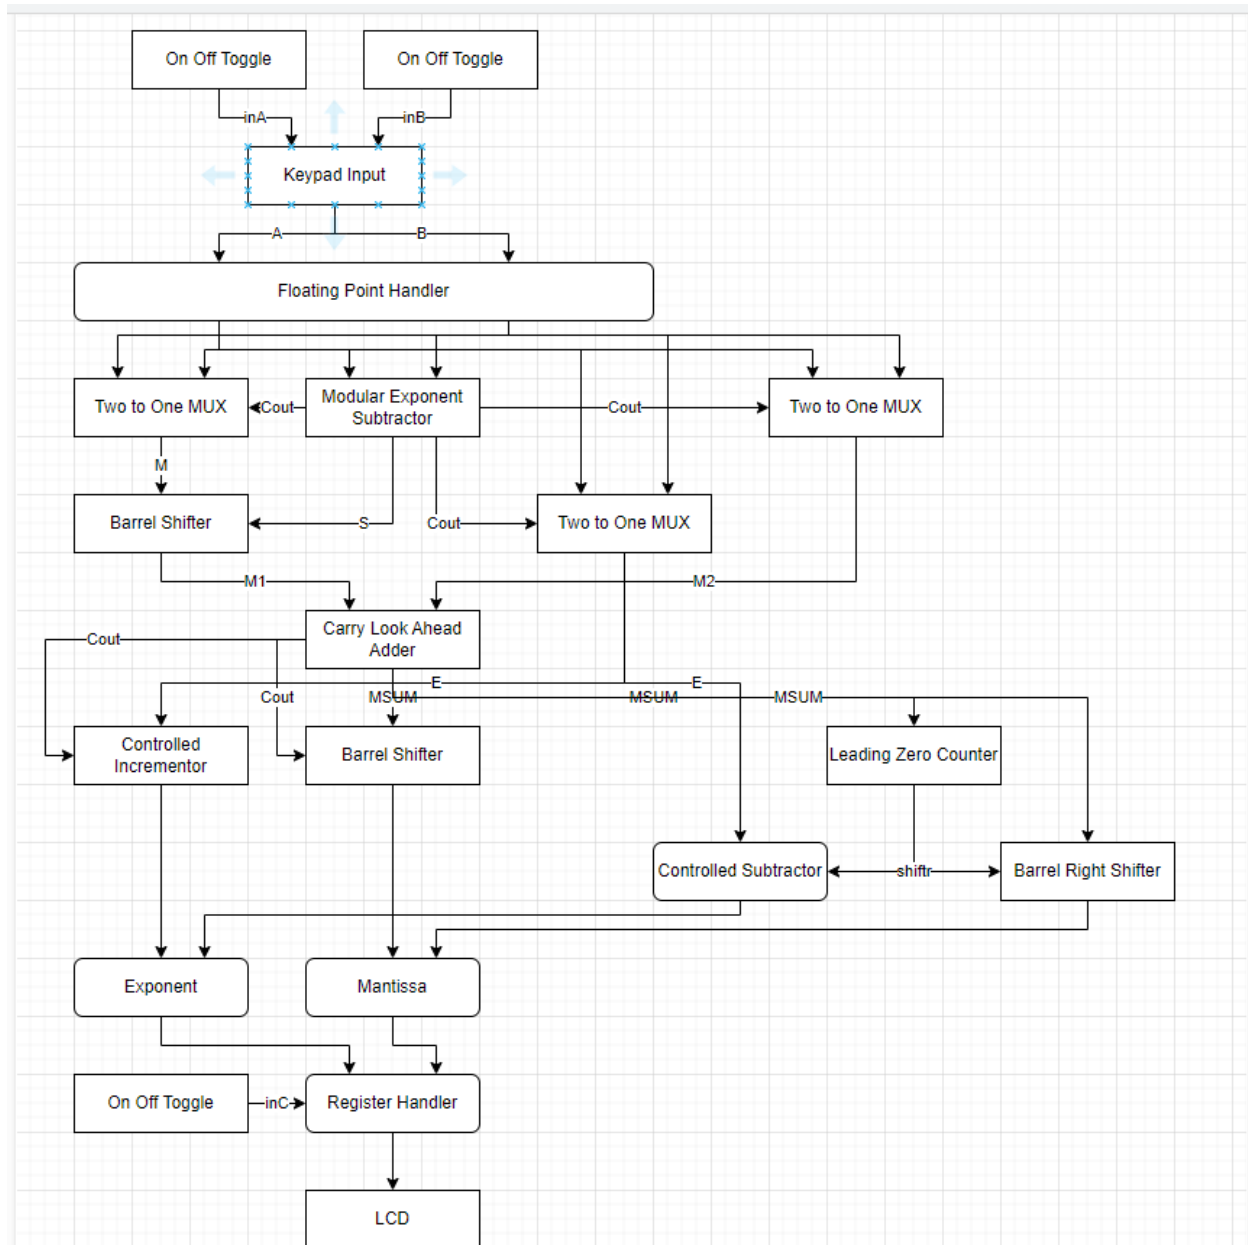 On Off Toggle
On Off Toggle
inA
inB
Keypad Input
A
B
Floating Point Handler
Two to One MUX
Cout
Modular Exponent
Subtractor
Cout
Two to One MUX
M
Barrel Shifter
S
Cout
Two to One MUX
M1
M2
Carry Look Ahead
Adder
Cout
E
E
Cout
MSUM
MSUM
MSUM
Controlled
Incrementor
Barrel Shifter
Leading Zero Counter
Controlled Subtractor
shiftr
Barrel Right Shifter
Exponent
Mantissa
On Off Toggle
inC
Register Handler
LCD